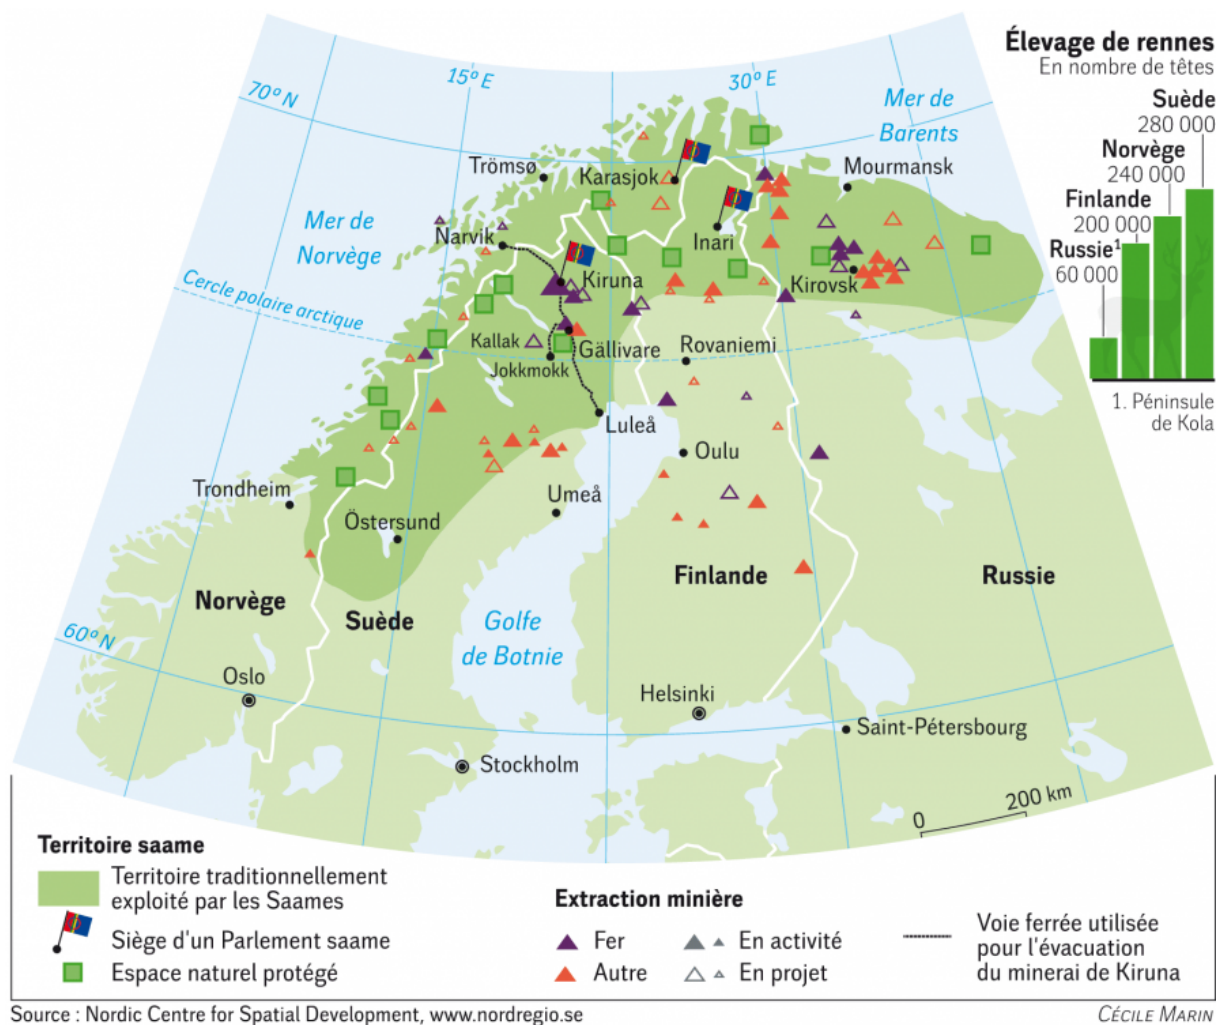 Élevage de rennes
En nombre de têtes
Suède
280 000
Norvège
240 000
Finlande
200 000
Russie¹
60 000
1. Péninsule
de Kola
70° N
15° E
30° E
Mer de
Barents
Trömsø
Karasjok
Mourmansk
Mer de
Norvège
Narvik
Inari
Kiruna
Kirovsk
Cercle polaire arctique
Kallak
Gällivare
Jokkmokk
Rovaniemi
Luleå
Oulu
Trondheim
Umeå
Östersund
Finlande
Russie
Norvège
Suède
Golfe
de Botnie
60° N
Oslo
Helsinki
Saint-Pétersbourg
Stockholm
0
200 km
Territoire saame
Territoire traditionnellement
exploité par les Saames
Siège d'un Parlement saame
Espace naturel protégé
Extraction minière
Fer
En activité
Autre
En projet
Voie ferrée utilisée
pour l'évacuation
du minerai de Kiruna
Source : Nordic Centre for Spatial Development, www.nordregio.se
CÉCILE MARIN